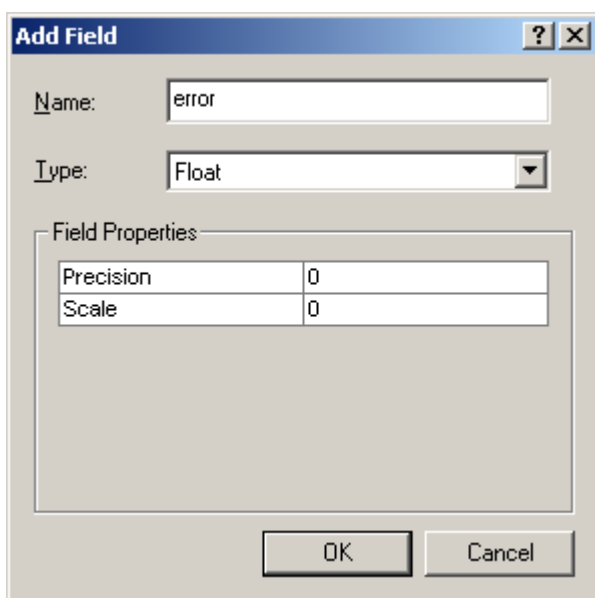 Add Field
Name: error
Type: Float
Field Properties
Precision 0
Scale 0
OK Cancel